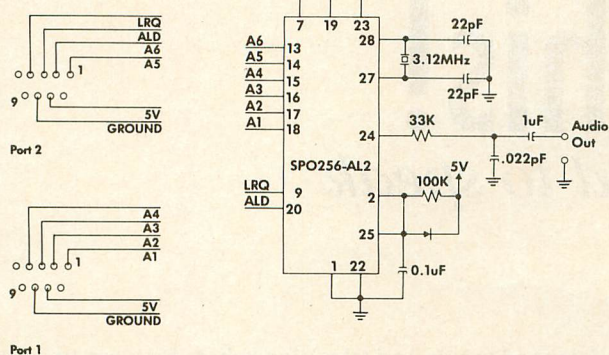 LRQ
ALD
A6
A5
1
9
5V
GROUND
Port 2
A4
A3
A2
A1
1
9
5V
GROUND
Port 1
7 19 23
A6 13
A5 14
A4 15
A3 16
A2 17
A1 18
LRQ 9
ALD 20
SPO256-AL2
28
27
24
2
25
1 22
22pF
3.12MHz
22pF
33K
1uF
Audio
Out
.022pF
5V
100K
0.1uF